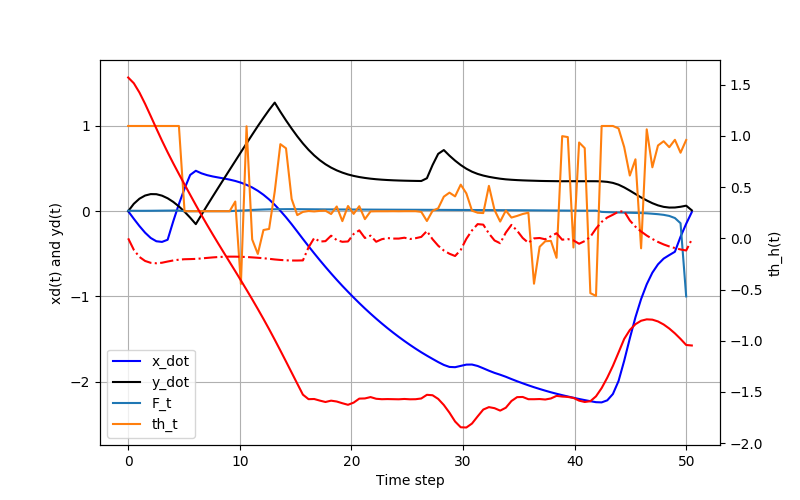 1
0
−1
−2
xd(t) and yd(t)
1.5
1.0
0.5
0.0
−0.5
−1.0
−1.5
−2.0
th_h(t)
x_dot
y_dot
F_t
th_t
0 10 20 30 40 50
Time step